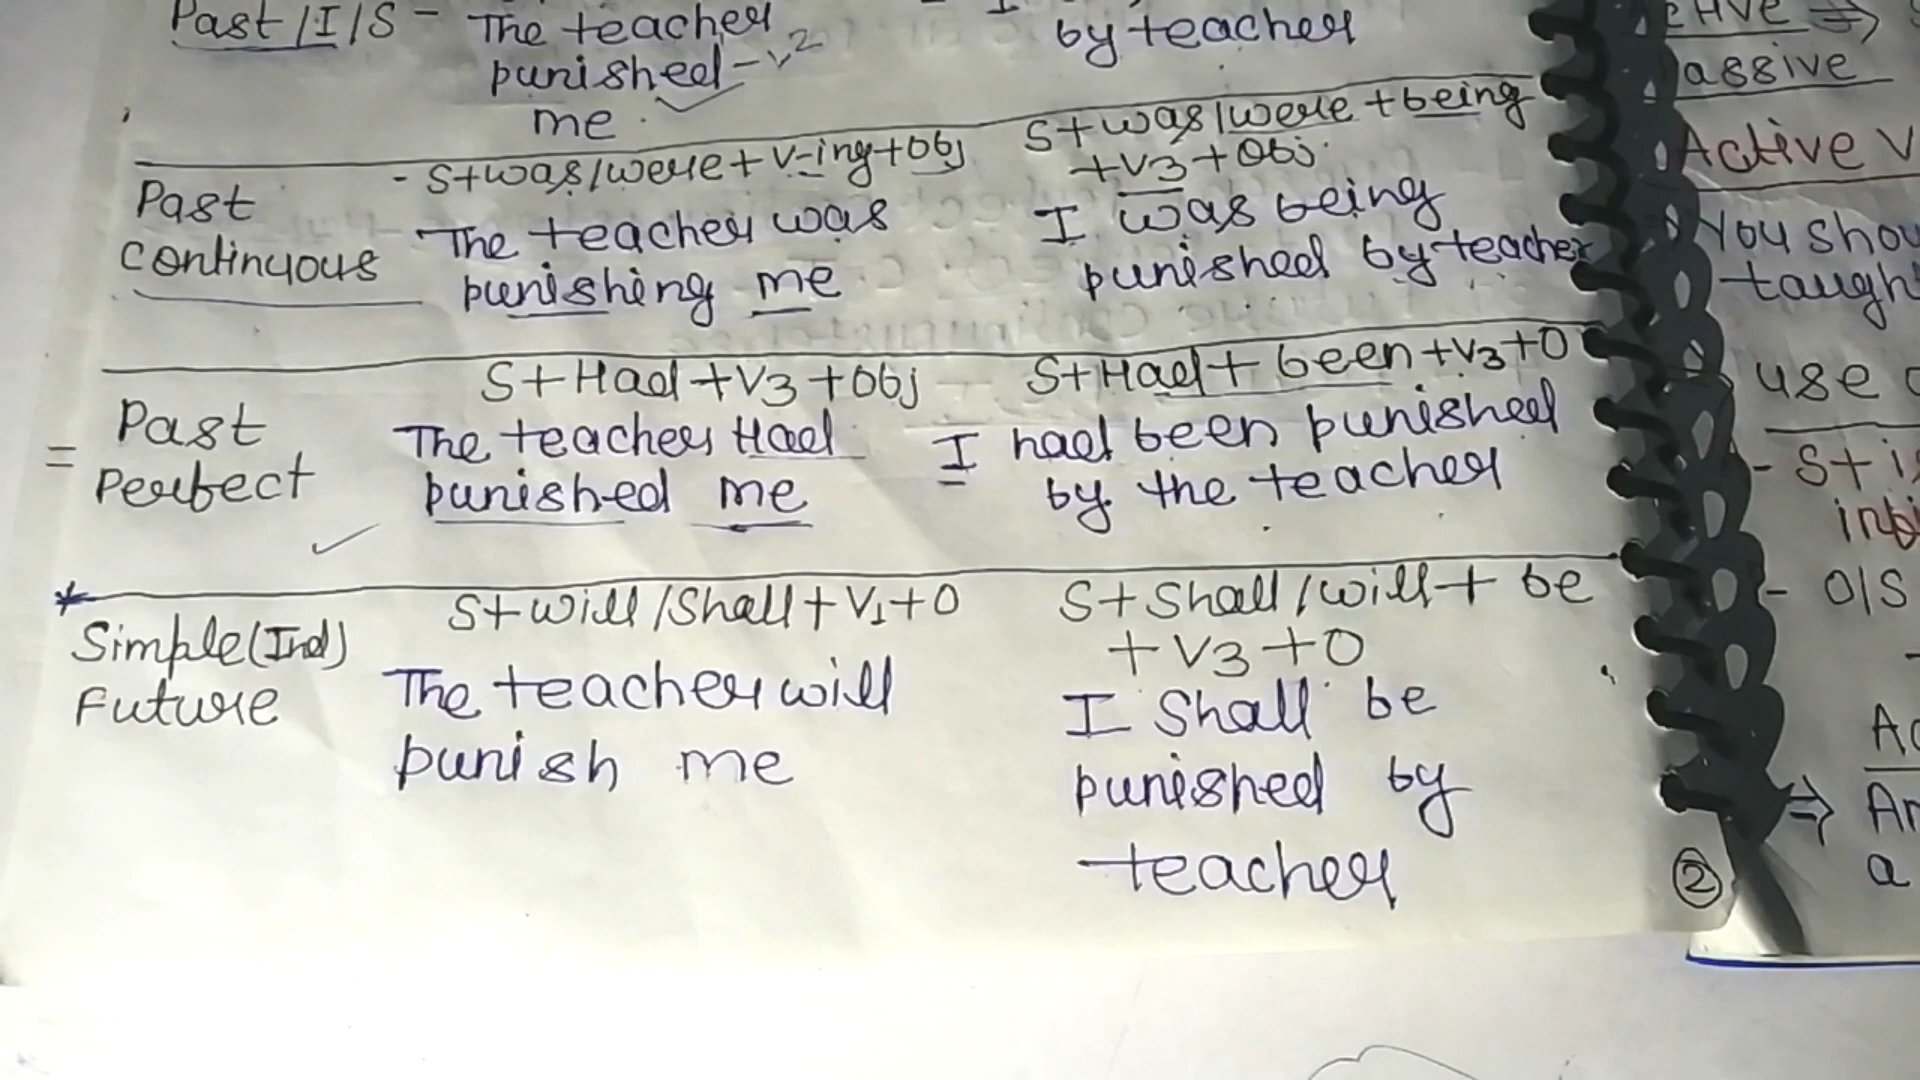 Past/I/S - The teacher
punished - v2
me.
by teacher
Past
continuous
- S+was/were+v-ing+Obj
The teacher was
punishing me
S+was/were+being
+V3+Obj.
I was being
punished by teacher
= Past
Perfect
S+Had+V3+Obj
The teacher Had
punished me
S+Had+been+V3+O
I had been punished
by the teacher
* Simple(Ind)
Future
S+will/Shall+V1+O
The teacher will
punish me
S+Shall/will+be
+V3+O
I Shall be
punished by
teacher
②
assive
Active V
You shou
taught
use
- S+i
- O/S
⇒ An
a